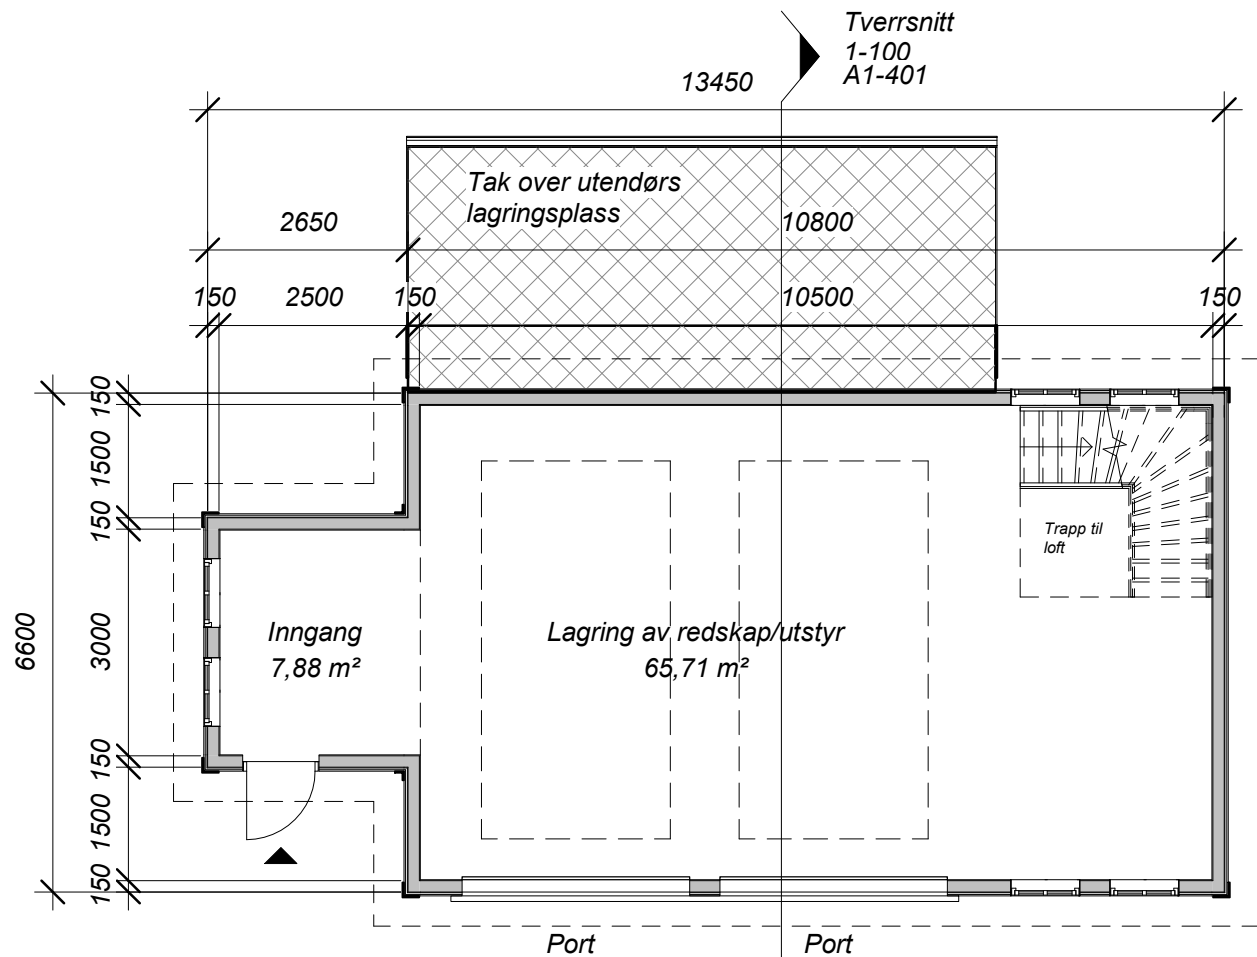 Tverrsnitt
1-100
A1-401
13450
Tak over utendørs
lagringsplass
2650
10800
150
2500
150
10500
150
150
1500
150
3000
6600
150
1500
150
Trapp til
loft
Inngang
7,88 m²
Lagring av redskap/utstyr
65,71 m²
Port
Port